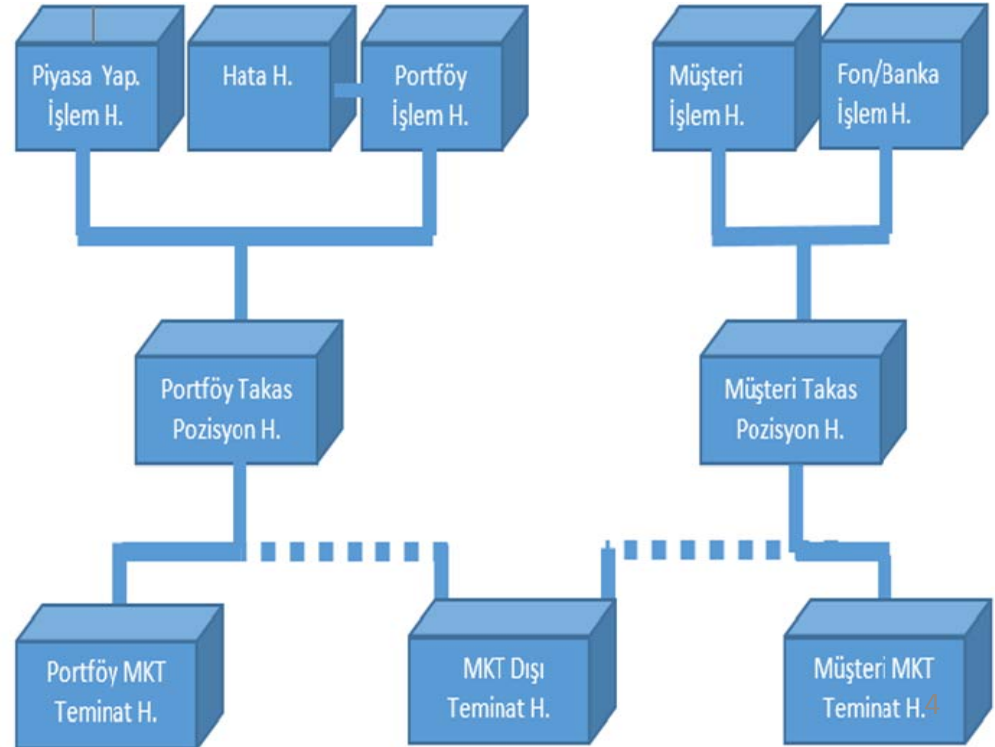 Piyasa Yap.
İşlem H.
Hata H.
Portföy
İşlem H.
Müşteri
İşlem H.
Fon/Banka
İşlem H.
Portföy Takas
Pozisyon H.
Müşteri Takas
Pozisyon H.
Portföy MKT
Teminat H.
MKT Dışı
Teminat H.
Müşteri MKT
Teminat H.
4